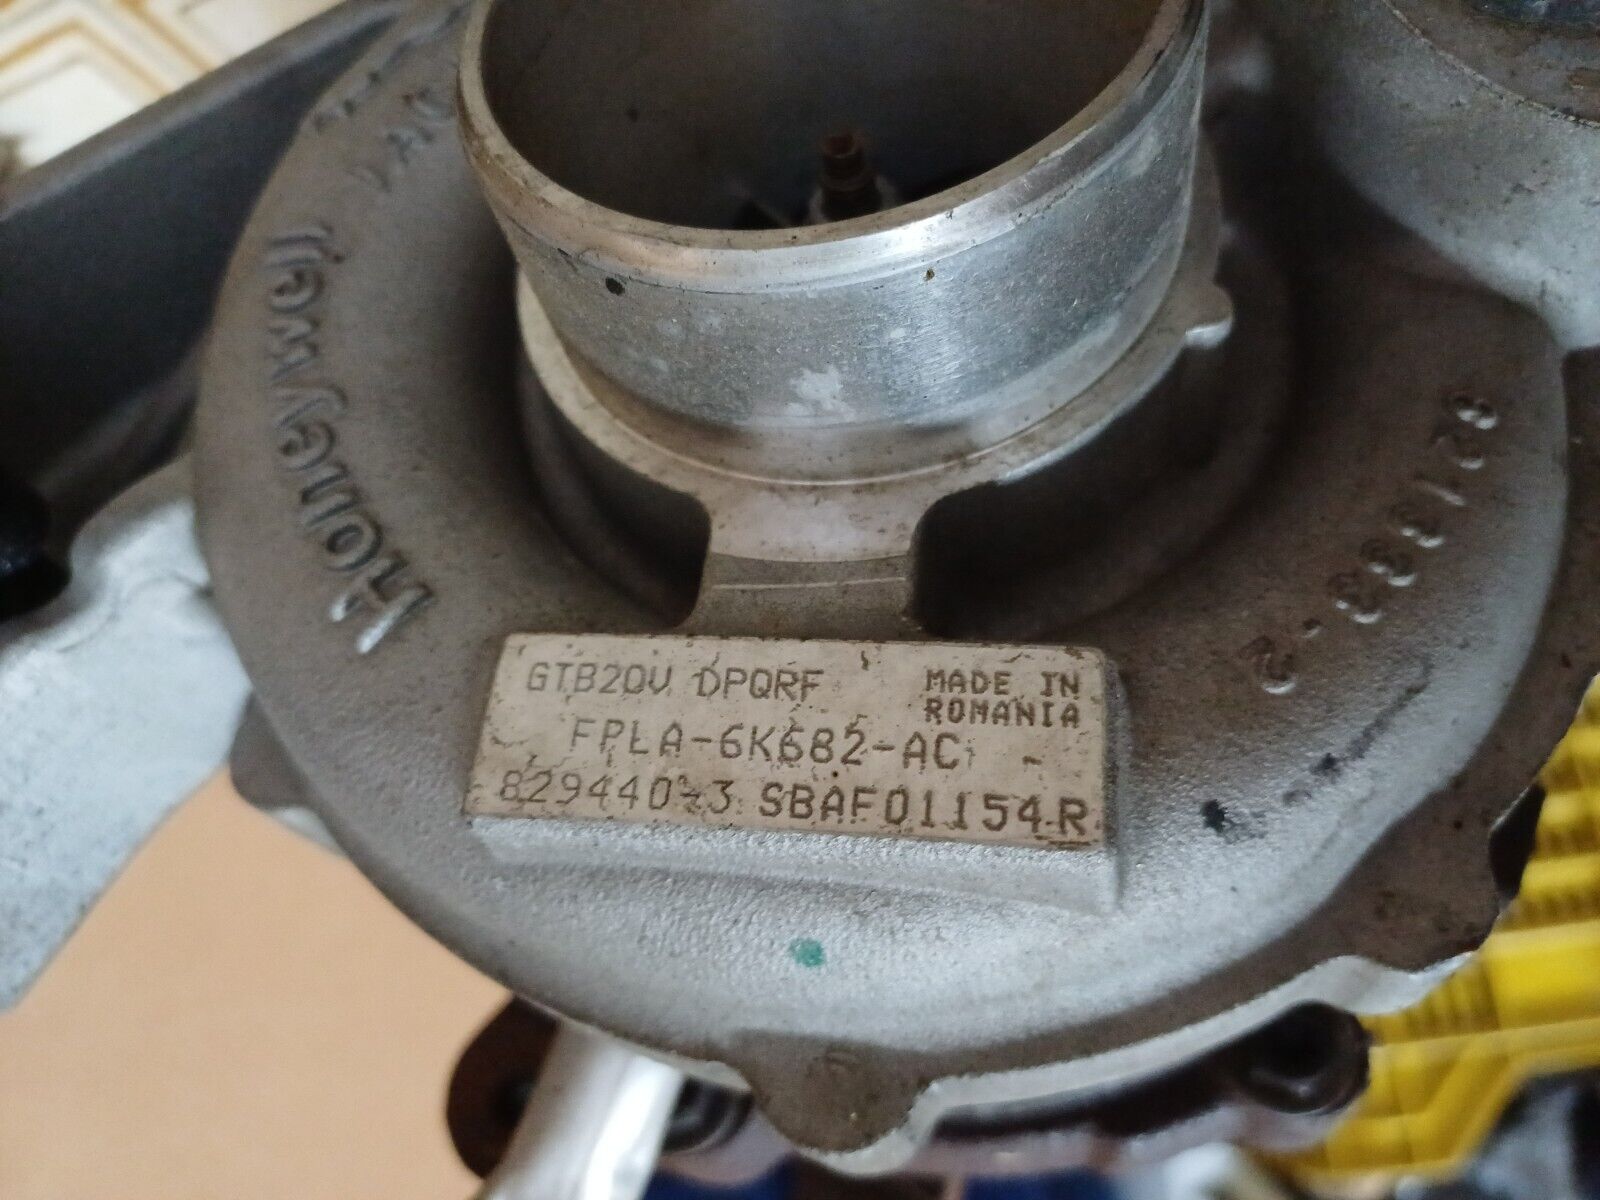 Honeywell
GTB20V DPQRF
MADE IN
ROMANIA
FPLA-6K682-AC -
829440-3 SBAF01154R